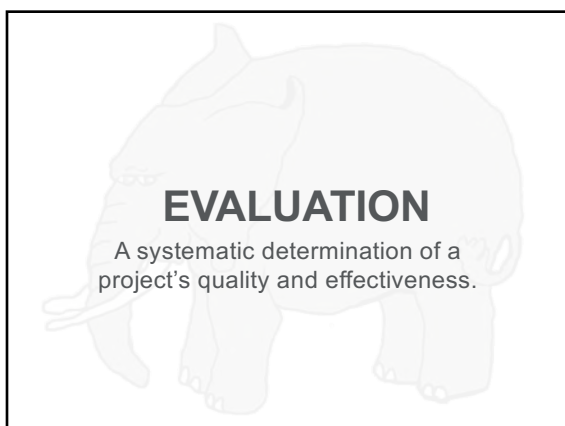 EVALUATION
A systematic determination of a
project’s quality and effectiveness.